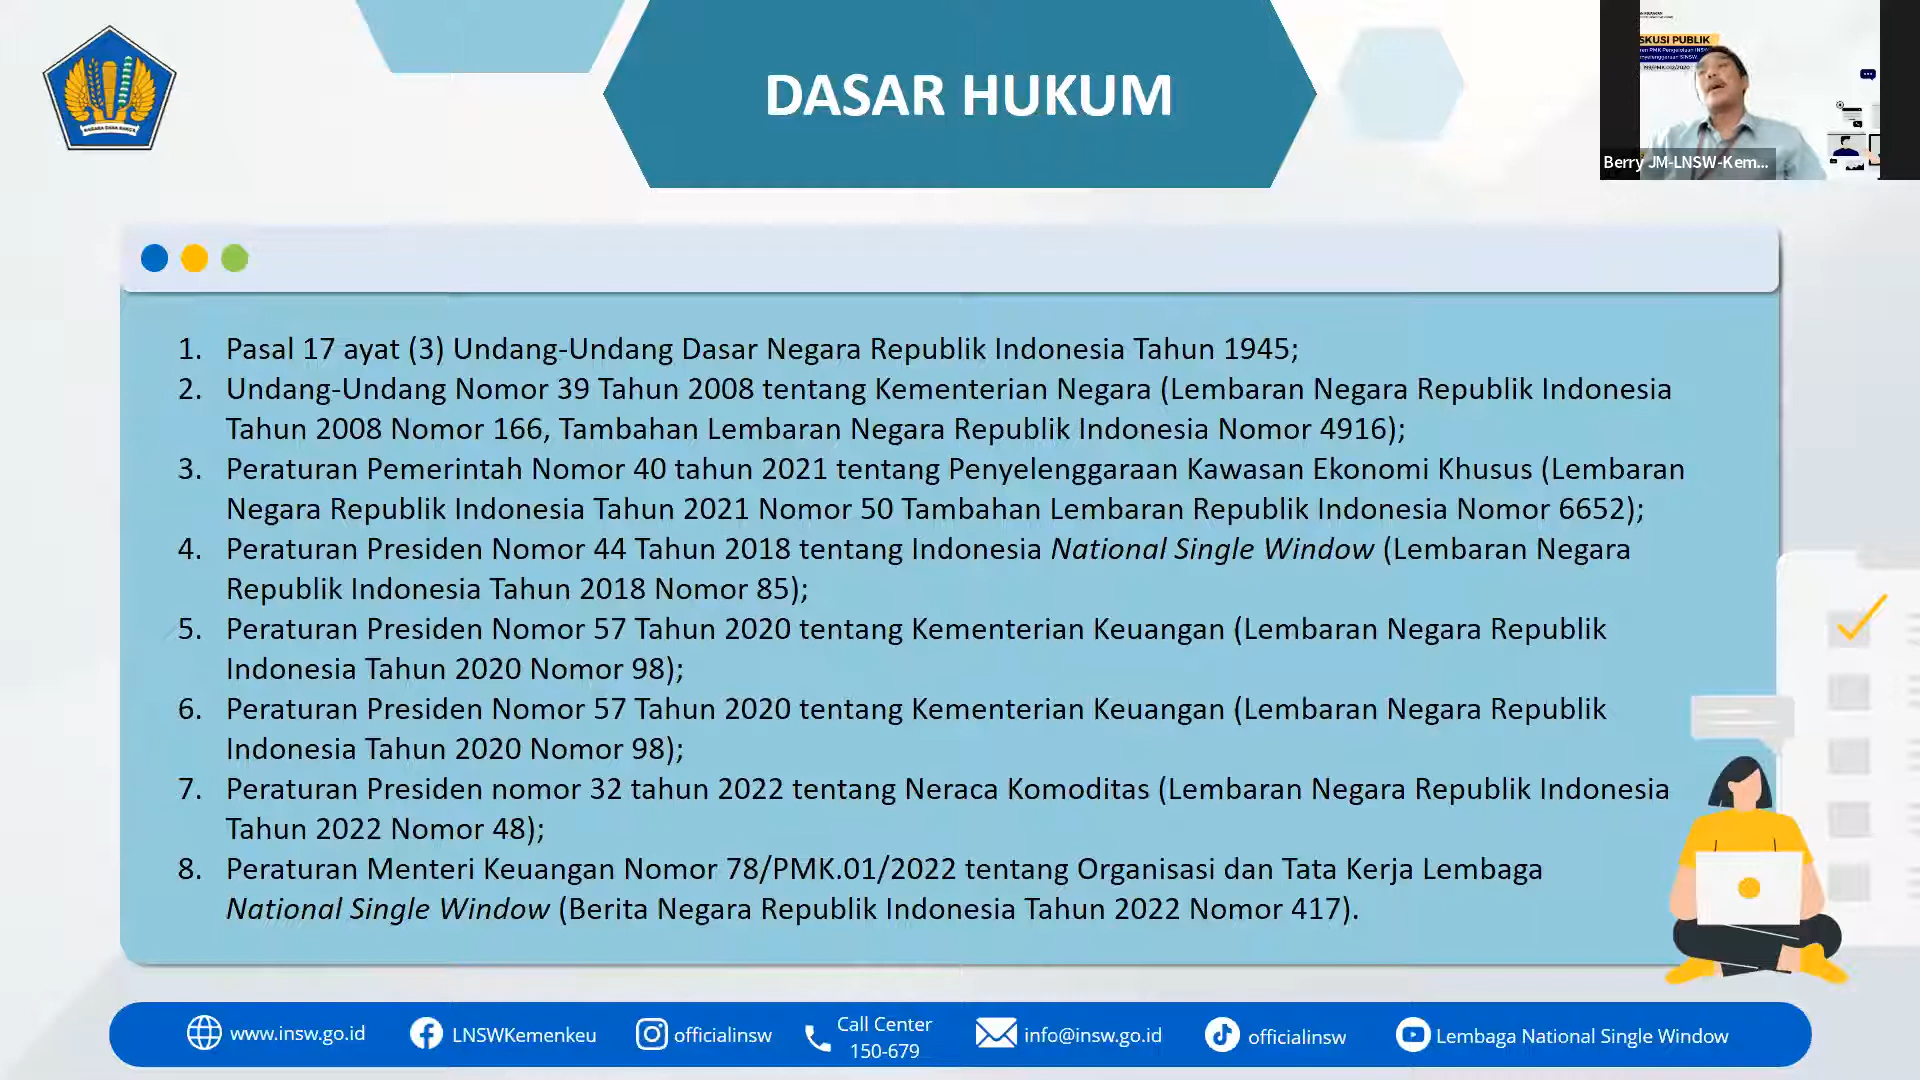 DASAR HUKUM
SKUSI PUBLIK
Berry JM-LNSW-Kem...
1. Pasal 17 ayat (3) Undang-Undang Dasar Negara Republik Indonesia Tahun 1945;
2. Undang-Undang Nomor 39 Tahun 2008 tentang Kementerian Negara (Lembaran Negara Republik Indonesia
Tahun 2008 Nomor 166, Tambahan Lembaran Negara Republik Indonesia Nomor 4916);
3. Peraturan Pemerintah Nomor 40 tahun 2021 tentang Penyelenggaraan Kawasan Ekonomi Khusus (Lembaran
Negara Republik Indonesia Tahun 2021 Nomor 50 Tambahan Lembaran Republik Indonesia Nomor 6652);
4. Peraturan Presiden Nomor 44 Tahun 2018 tentang Indonesia National Single Window (Lembaran Negara
Republik Indonesia Tahun 2018 Nomor 85);
5. Peraturan Presiden Nomor 57 Tahun 2020 tentang Kementerian Keuangan (Lembaran Negara Republik
Indonesia Tahun 2020 Nomor 98);
6. Peraturan Presiden Nomor 57 Tahun 2020 tentang Kementerian Keuangan (Lembaran Negara Republik
Indonesia Tahun 2020 Nomor 98);
7. Peraturan Presiden nomor 32 tahun 2022 tentang Neraca Komoditas (Lembaran Negara Republik Indonesia
Tahun 2022 Nomor 48);
8. Peraturan Menteri Keuangan Nomor 78/PMK.01/2022 tentang Organisasi dan Tata Kerja Lembaga
National Single Window (Berita Negara Republik Indonesia Tahun 2022 Nomor 417).
www.insw.go.id
LNSWKemenkeu
officialinsw
Call Center
150-679
info@insw.go.id
officialinsw
Lembaga National Single Window